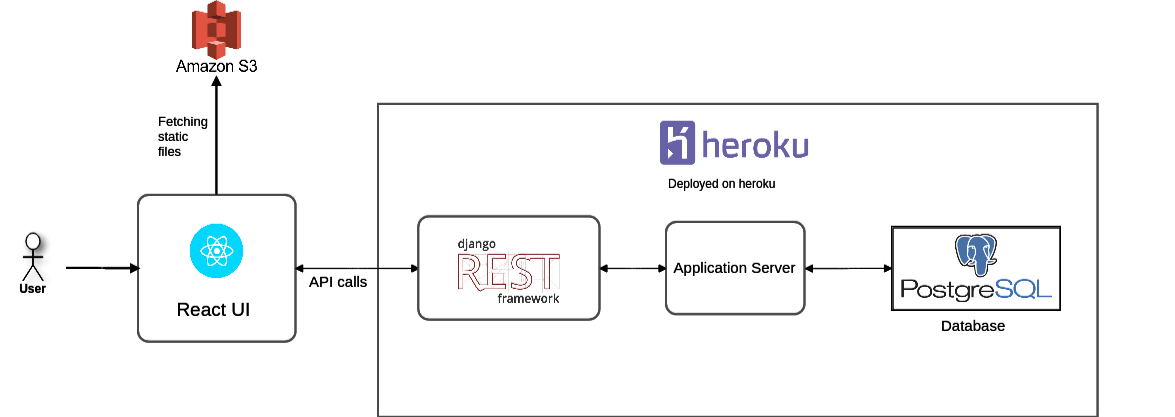 Amazon S3
Fetching
static
files
heroku
Deployed on heroku
User
React UI
API calls
django
REST
framework
Application Server
PostgreSQL
Database